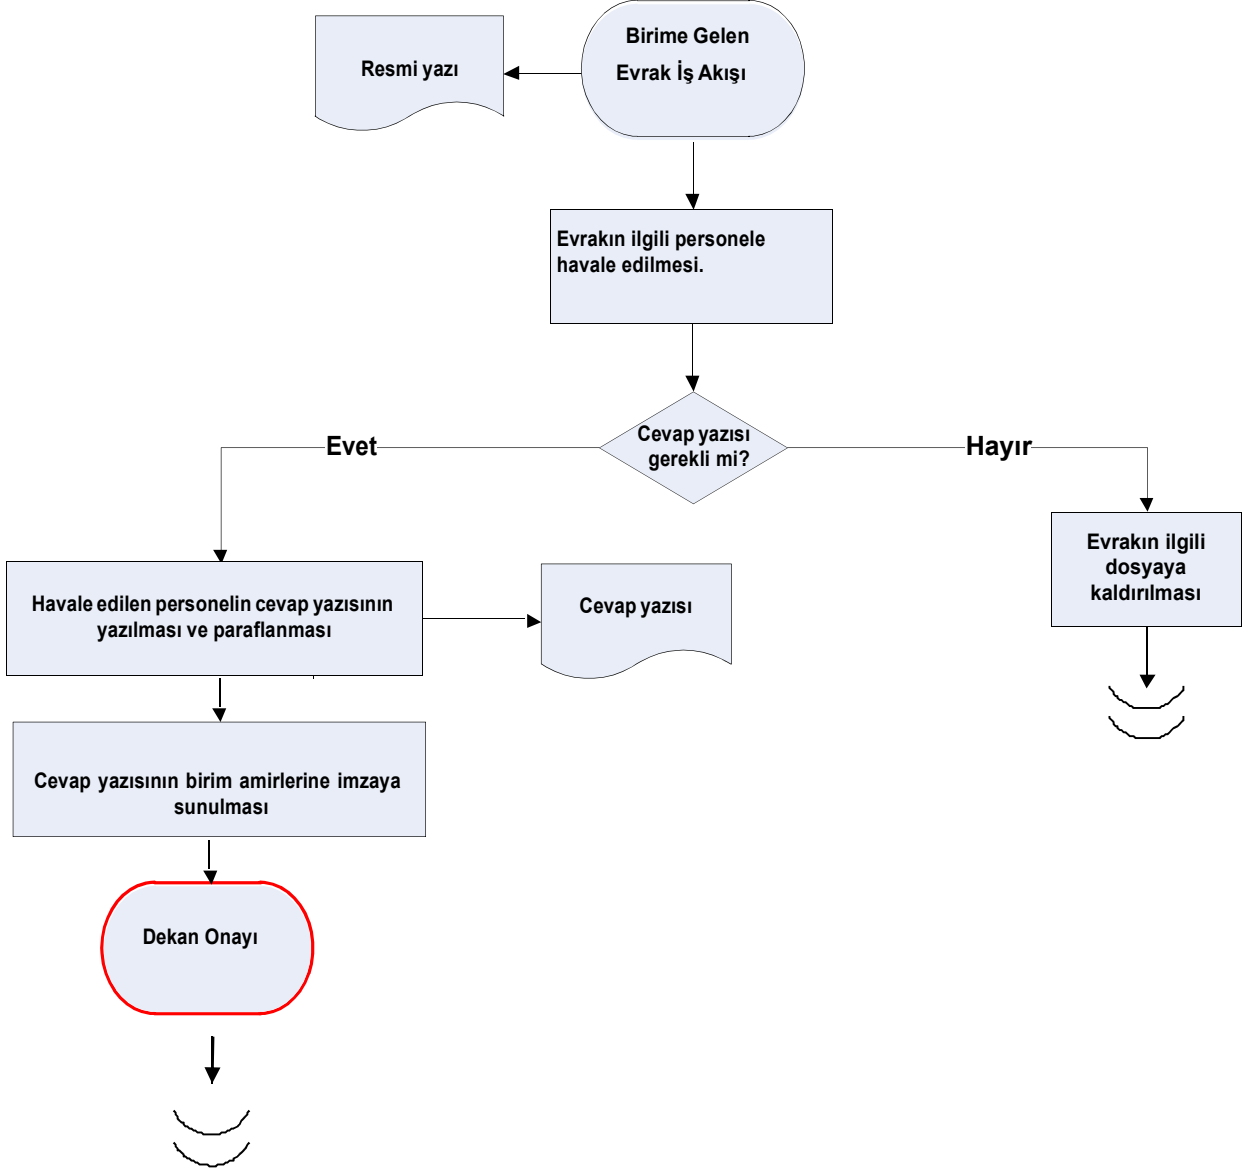 Birime Gelen
Evrak İş Akışı
Resmi yazı
Evrakın ilgili personele
havale edilmesi.
Cevap yazısı
gerekli mi?
Evet
Hayır
Evrakın ilgili
dosyaya
kaldırılması
Havale edilen personelin cevap yazısının
yazılması ve paraflanması
Cevap yazısı
Cevap yazısının birim amirlerine imzaya
sunulması
Dekan Onayı